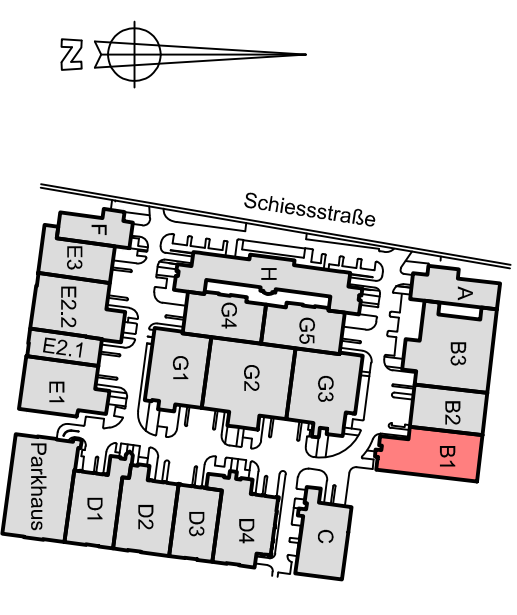 N
Schiessstraße
F
E3
E2.2
E2.1
E1
H
G4
G5
G1
G2
G3
A
B3
B2
B1
Parkhaus
D1
D2
D3
D4
C